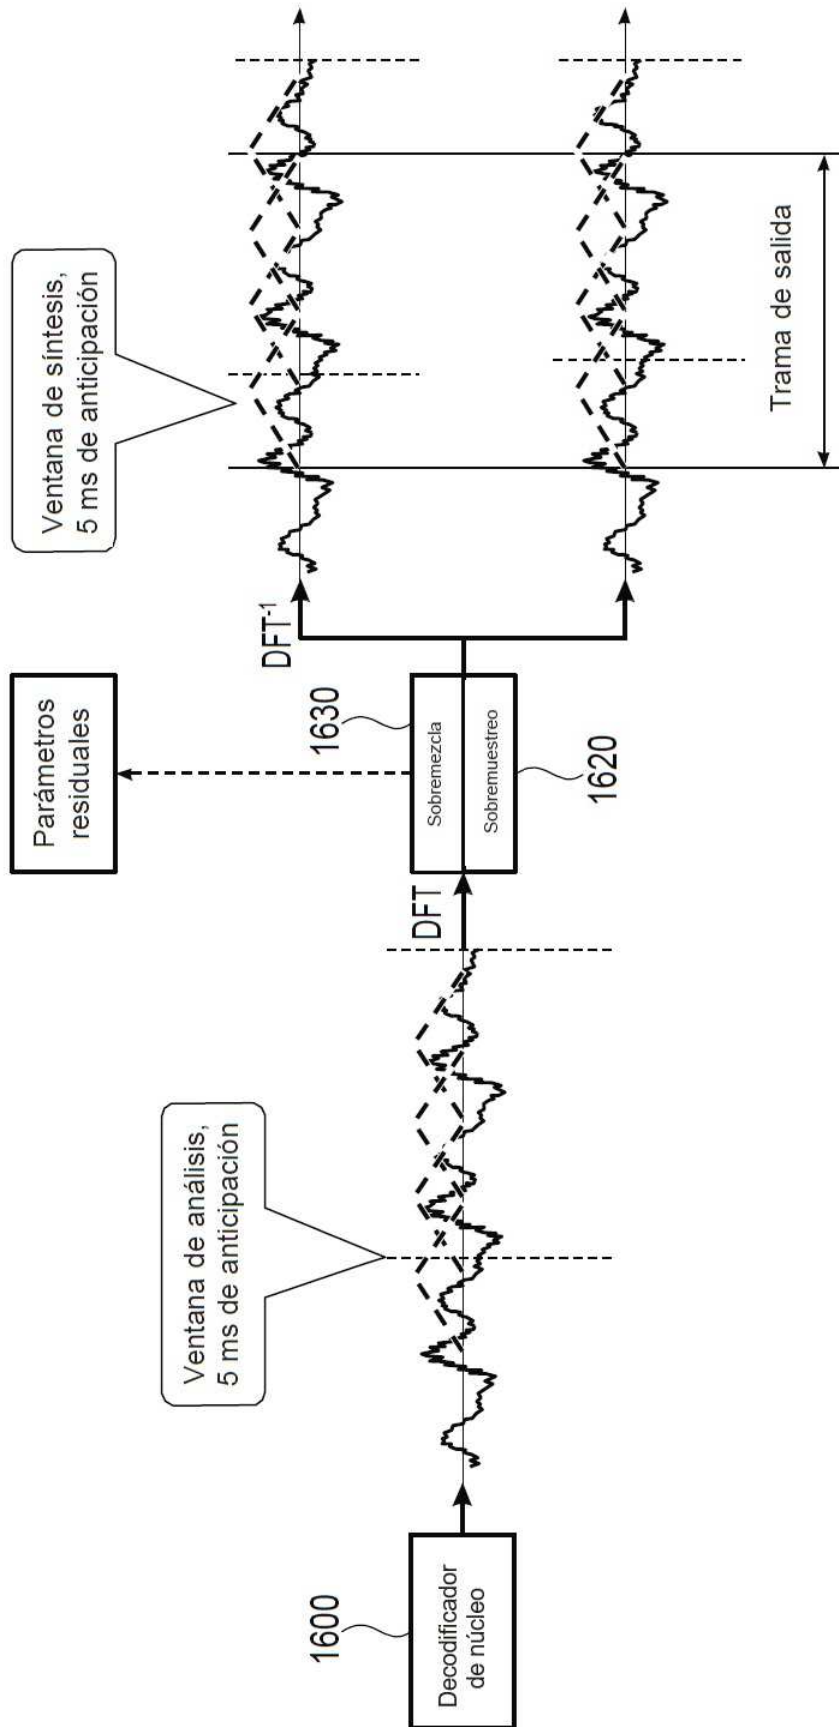 1600
Decodificador
de núcleo
Ventana de análisis,
5 ms de anticipación
DFT
Parámetros
residuales
1630
Sobremezcla
Sobremuestreo
1620
DFT-1
Ventana de síntesis,
5 ms de anticipación
Trama de salida